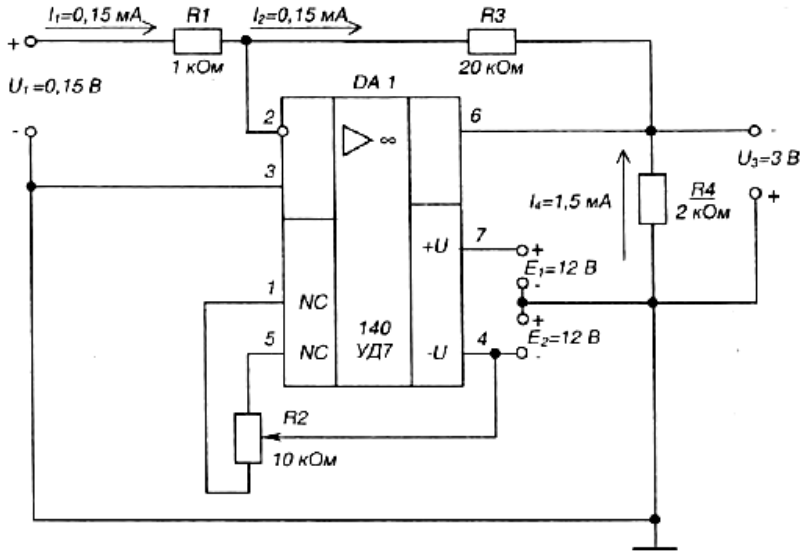 I₁=0,15 мА
R1
I₂=0,15 мА
R3
+
1 кОм
20 кОм
U₁=0,15 В
DA 1
-
2
▷ ∞
6
-
U₃=3 В
3
I₄=1,5 мА
R4
2 кОм
+
+U
7
+
E₁=12 В
-
1
NC
+
140
УД7
E₂=12 В
5
NC
-U
4
-
R2
10 кОм